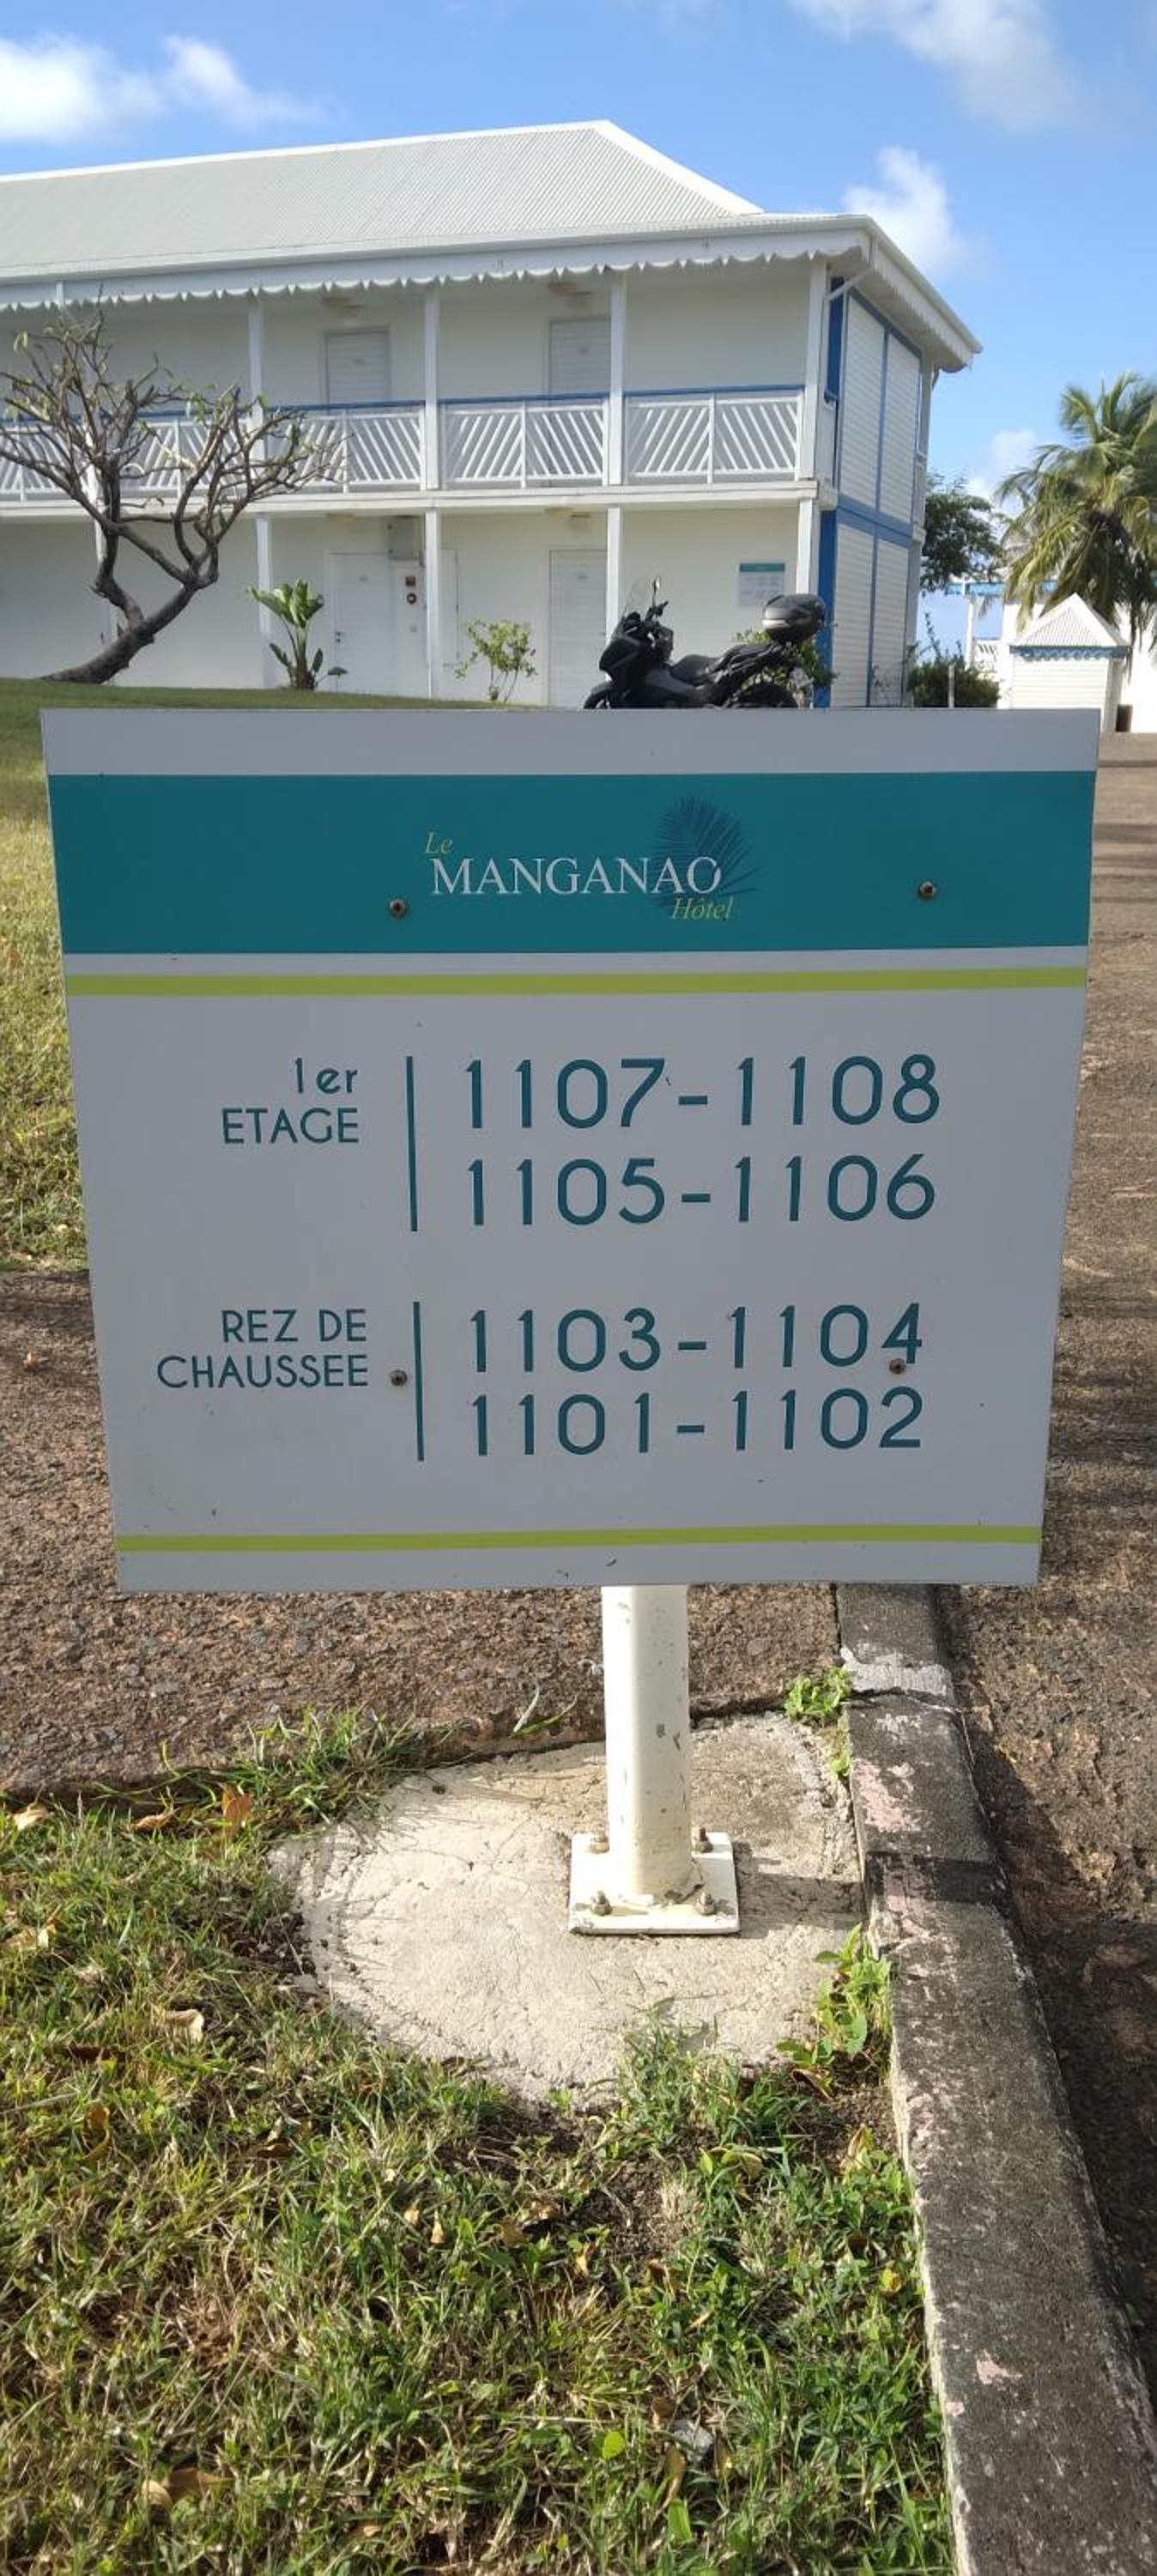 Le
MANGANAO
Hôtel
1er
ETAGE
1107-1108
1105-1106
REZ DE
CHAUSSEE
1103-1104
1101-1102